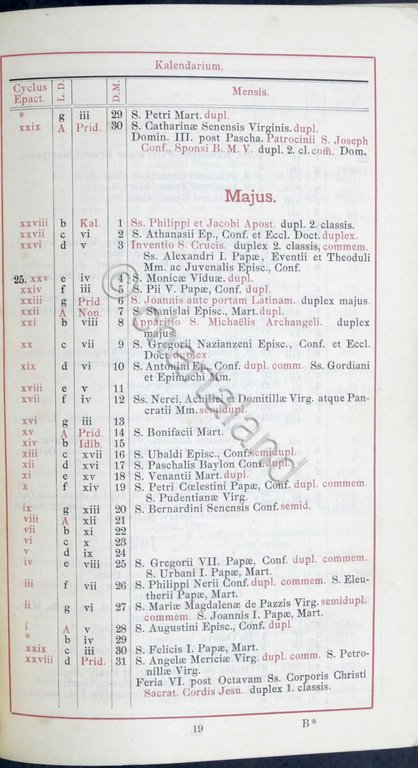 Kalendarium.
Cyclus Epact. L. D. D.M. Mensis.
* g iii 29 S. Petri Mart. dupl.
xxix A Prid. 30 S. Catharinæ Senensis Virginis. dupl.
Domin. III. post Pascha. Patrocinii S. Joseph
Conf., Sponsi B. M. V. dupl. 2. cl. com. Dom.
Majus.
xxviii b Kal. 1 Ss. Philippi et Jacobi Apost. dupl. 2. classis.
xxvii c vi 2 S. Athanasii Ep., Conf. et Eccl. Doct. duplex.
xxvi d v 3 Inventio S. Crucis. duplex 2. classis, commem.
Ss. Alexandri I. Papæ, Eventii et Theoduli
Mm. ac Juvenalis Episc., Conf.
25. xxv e iv 4 S. Monicæ Viduæ. dupl.
xxiv f iii 5 S. Pii V. Papæ, Conf. dupl.
xxiii g Prid. 6 S. Joannis ante portam Latinam. duplex majus.
xxii A Non. 7 S. Stanislai Episc., Mart. dupl.
xxi b viii 8 Apparitio S. Michaëlis Archangeli. duplex
majus.
xx c vii 9 S. Gregorii Nazianzeni Episc., Conf. et Eccl.
Doct. duplex.
xix d vi 10 S. Antonini Ep., Conf. dupl. comm. Ss. Gordiani
et Epimachi Mm.
xviii e v 11
xvii f iv 12 Ss. Nerei, Achillei, Domitillæ Virg. atque Pan-
cratii Mm. semidupl.
xvi g iii 13
xv A Prid. 14 S. Bonifacii Mart.
xiv b Idib. 15
xiii c xvii 16 S. Ubaldi Episc., Conf. semidupl.
xii d xvi 17 S. Paschalis Baylon Conf. dupl.
xi e xv 18 S. Venantii Mart. dupl.
x f xiv 19 S. Petri Cœlestini Papæ, Conf. dupl. commem.
S. Pudentianæ Virg.
ix g xiii 20 S. Bernardini Senensis Conf. semid.
viii A xii 21
vii b xi 22
vi c x 23
v d ix 24
iv e viii 25 S. Gregorii VII. Papæ, Conf. dupl. commem.
S. Urbani I. Papæ, Mart.
iii f vii 26 S. Philippi Nerii Conf. dupl. commem. S. Eleu-
therii Papæ, Mart.
ii g vi 27 S. Mariæ Magdalenæ de Pazzis Virg. semidupl.
commem. S. Joannis I. Papæ, Mart.
i A v 28 S. Augustini Episc., Conf. dupl.
* b iv 29
xxix c iii 30 S. Felicis I. Papæ, Mart.
xxviii d Prid. 31 S. Angelæ Mericiæ Virg. dupl. comm. S. Petro-
nillæ Virg.
Feria VI. post Octavam Ss. Corporis Christi
Sacrat. Cordis Jesu. duplex 1. classis.
19 B*